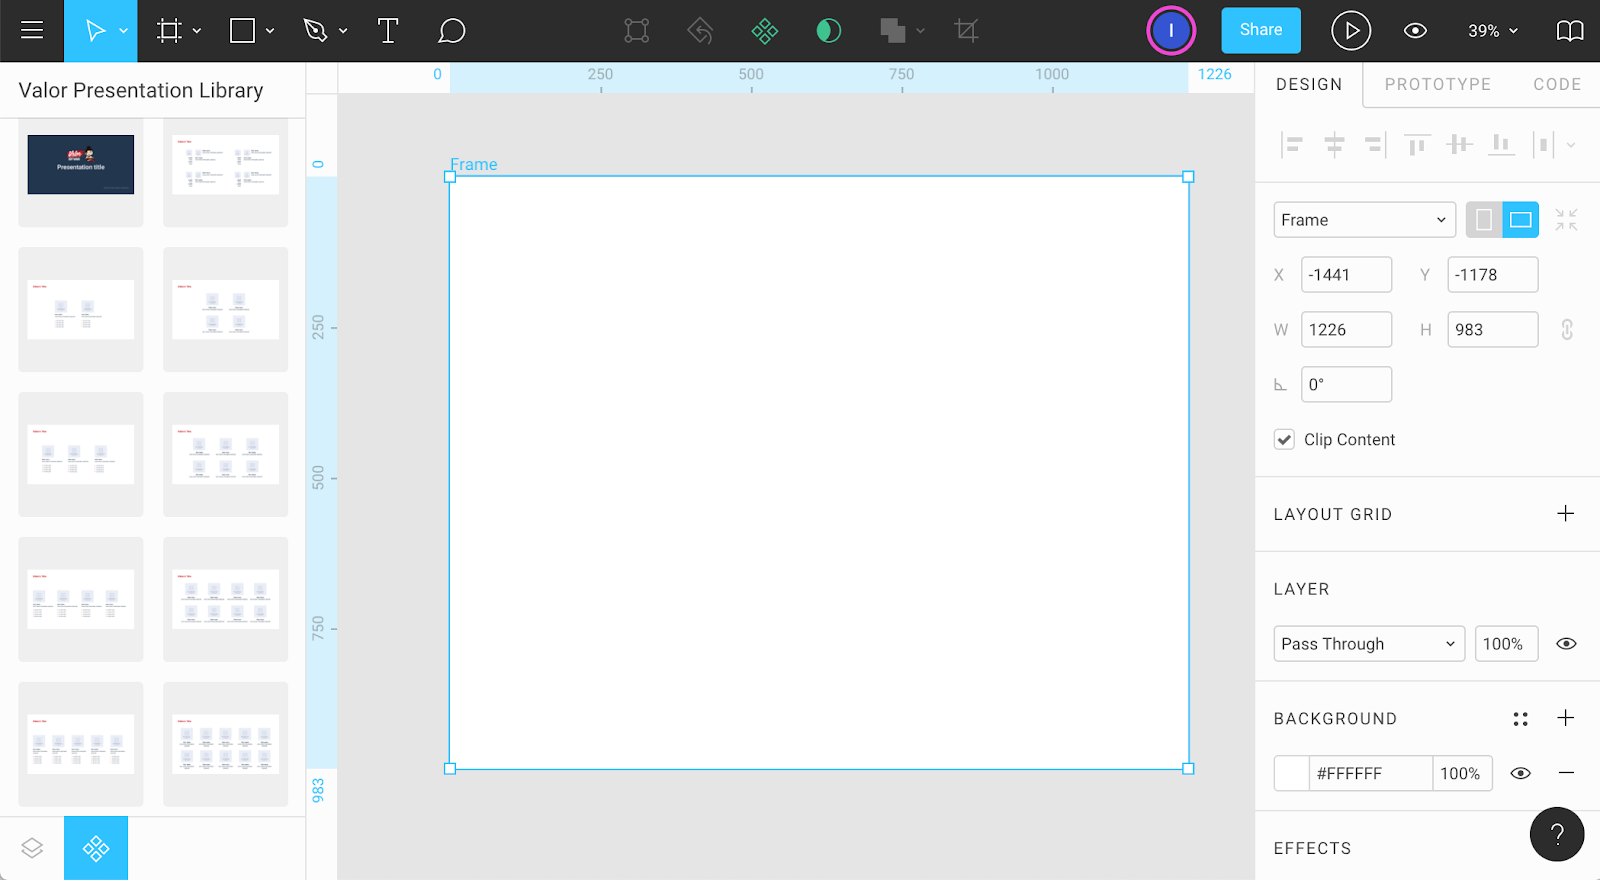 Share
39%
Valor Presentation Library
Presentation title
0
250
500
750
1000
1226
0
250
500
750
983
Frame
DESIGN
PROTOTYPE
CODE
Frame
X
-1441
Y
-1178
W
1226
H
983
0°
Clip Content
LAYOUT GRID
LAYER
Pass Through
100%
BACKGROUND
#FFFFFF
100%
EFFECTS
?